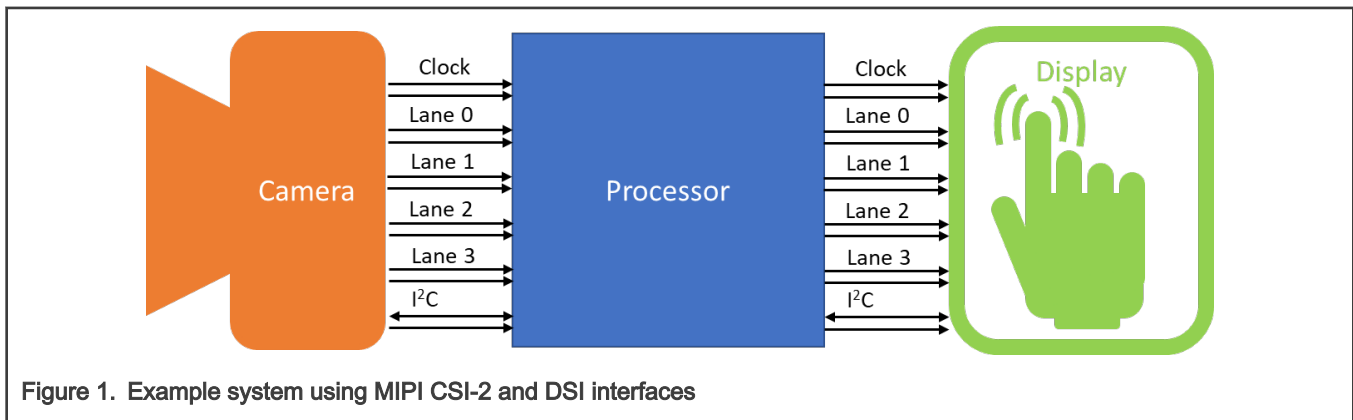 Camera
Clock
Lane 0
Lane 1
Lane 2
Lane 3
I²C
Processor
Clock
Lane 0
Lane 1
Lane 2
Lane 3
I²C
Display
Figure 1. Example system using MIPI CSI-2 and DSI interfaces